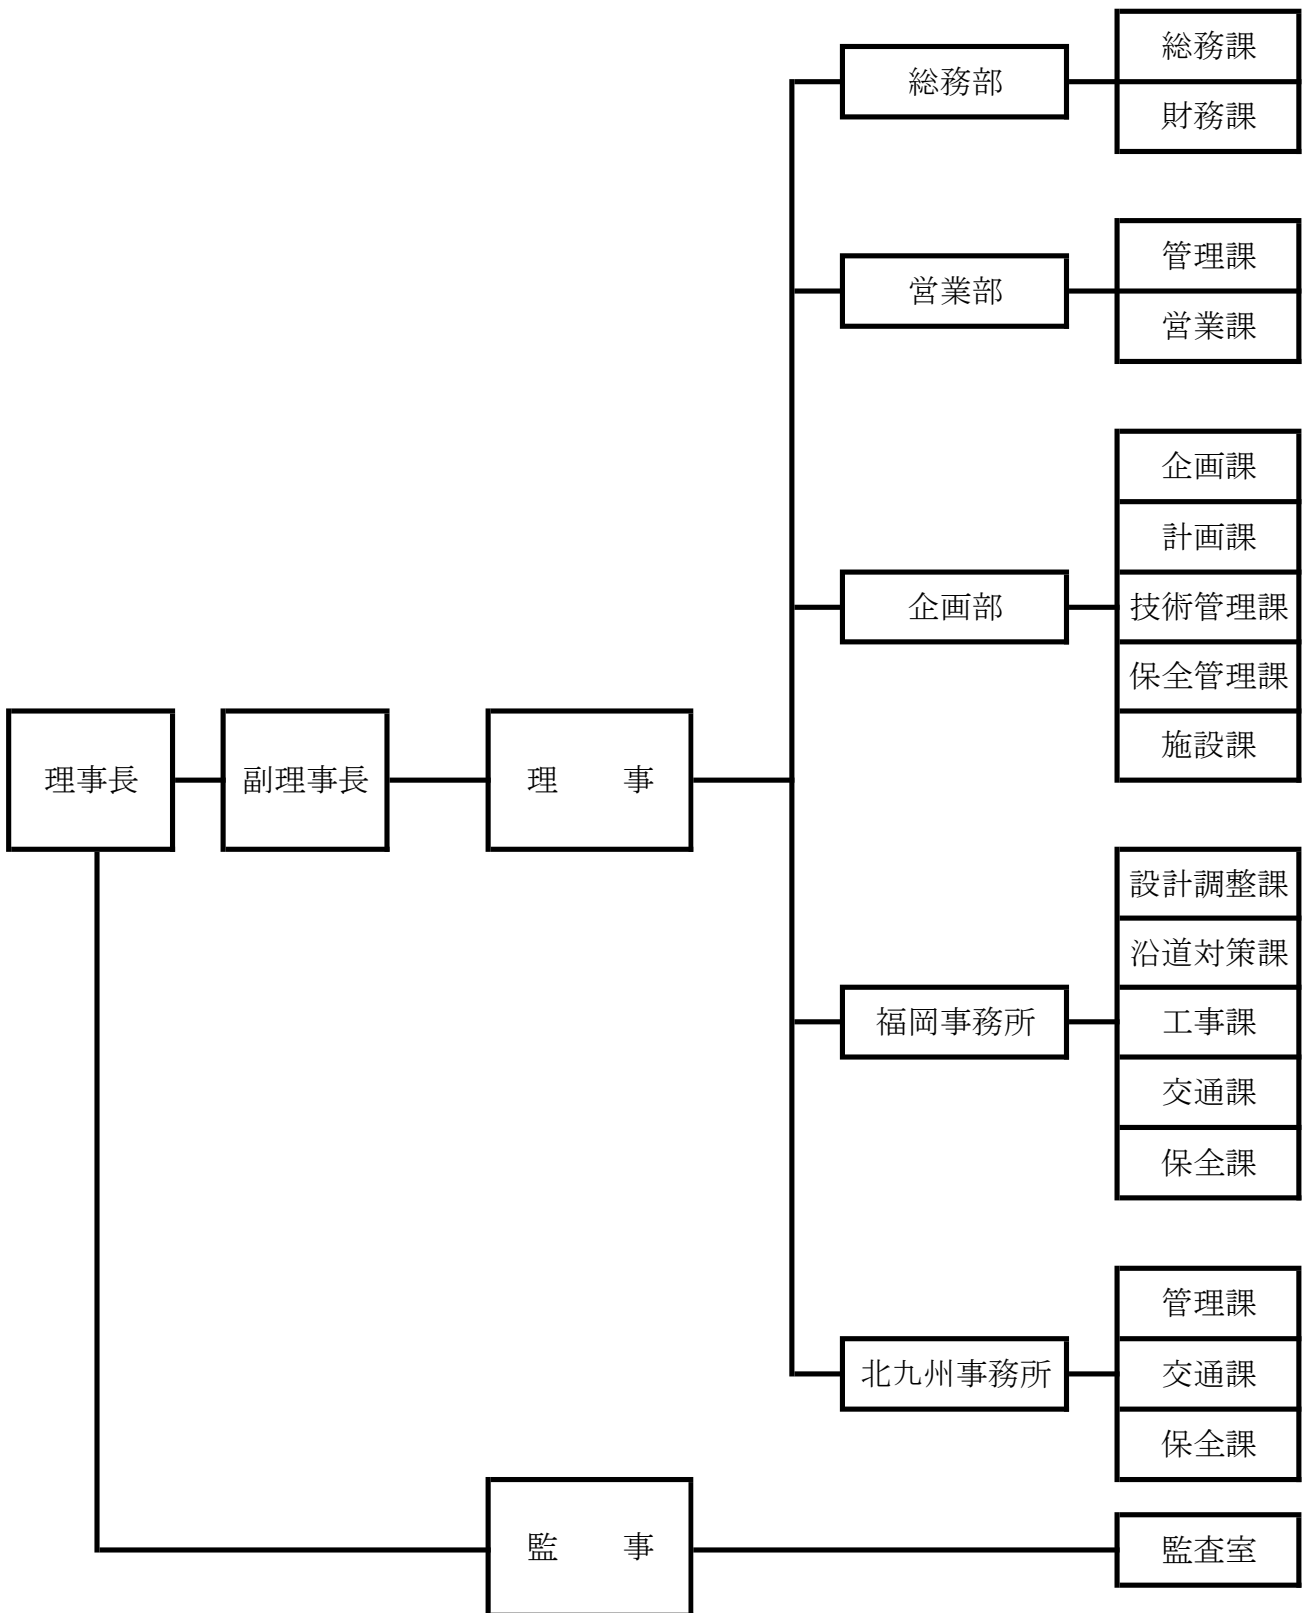 総務課
総務部
財務課
管理課
営業部
営業課
企画課
計画課
企画部
技術管理課
保全管理課
施設課
理事長
副理事長
理　　事
設計調整課
沿道対策課
福岡事務所
工事課
交通課
保全課
管理課
北九州事務所
交通課
保全課
監　　事
監査室